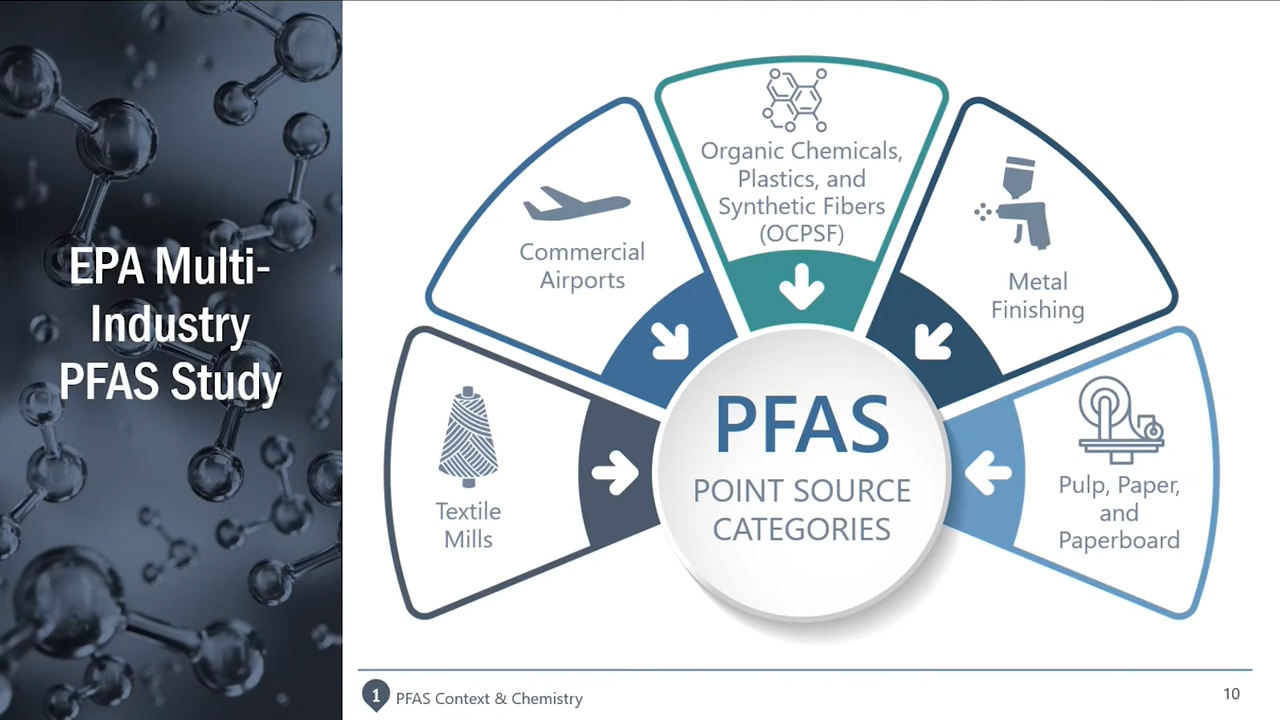 EPA Multi-
Industry
PFAS Study
Textile
Mills
Commercial
Airports
Organic Chemicals,
Plastics, and
Synthetic Fibers
(OCPSF)
Metal
Finishing
Pulp, Paper,
and
Paperboard
PFAS
POINT SOURCE
CATEGORIES
1 PFAS Context & Chemistry
10